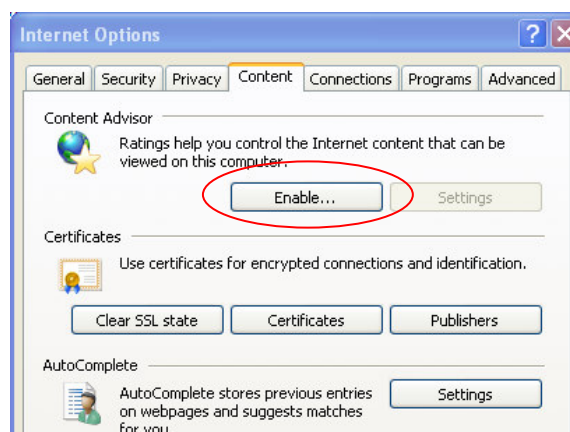 Internet Options
General Security Privacy Content Connections Programs Advanced
Content Advisor
Ratings help you control the Internet content that can be
viewed on this computer.
Enable... Settings
Certificates
Use certificates for encrypted connections and identification.
Clear SSL state Certificates Publishers
AutoComplete
AutoComplete stores previous entries Settings
on webpages and suggests matches
for you.